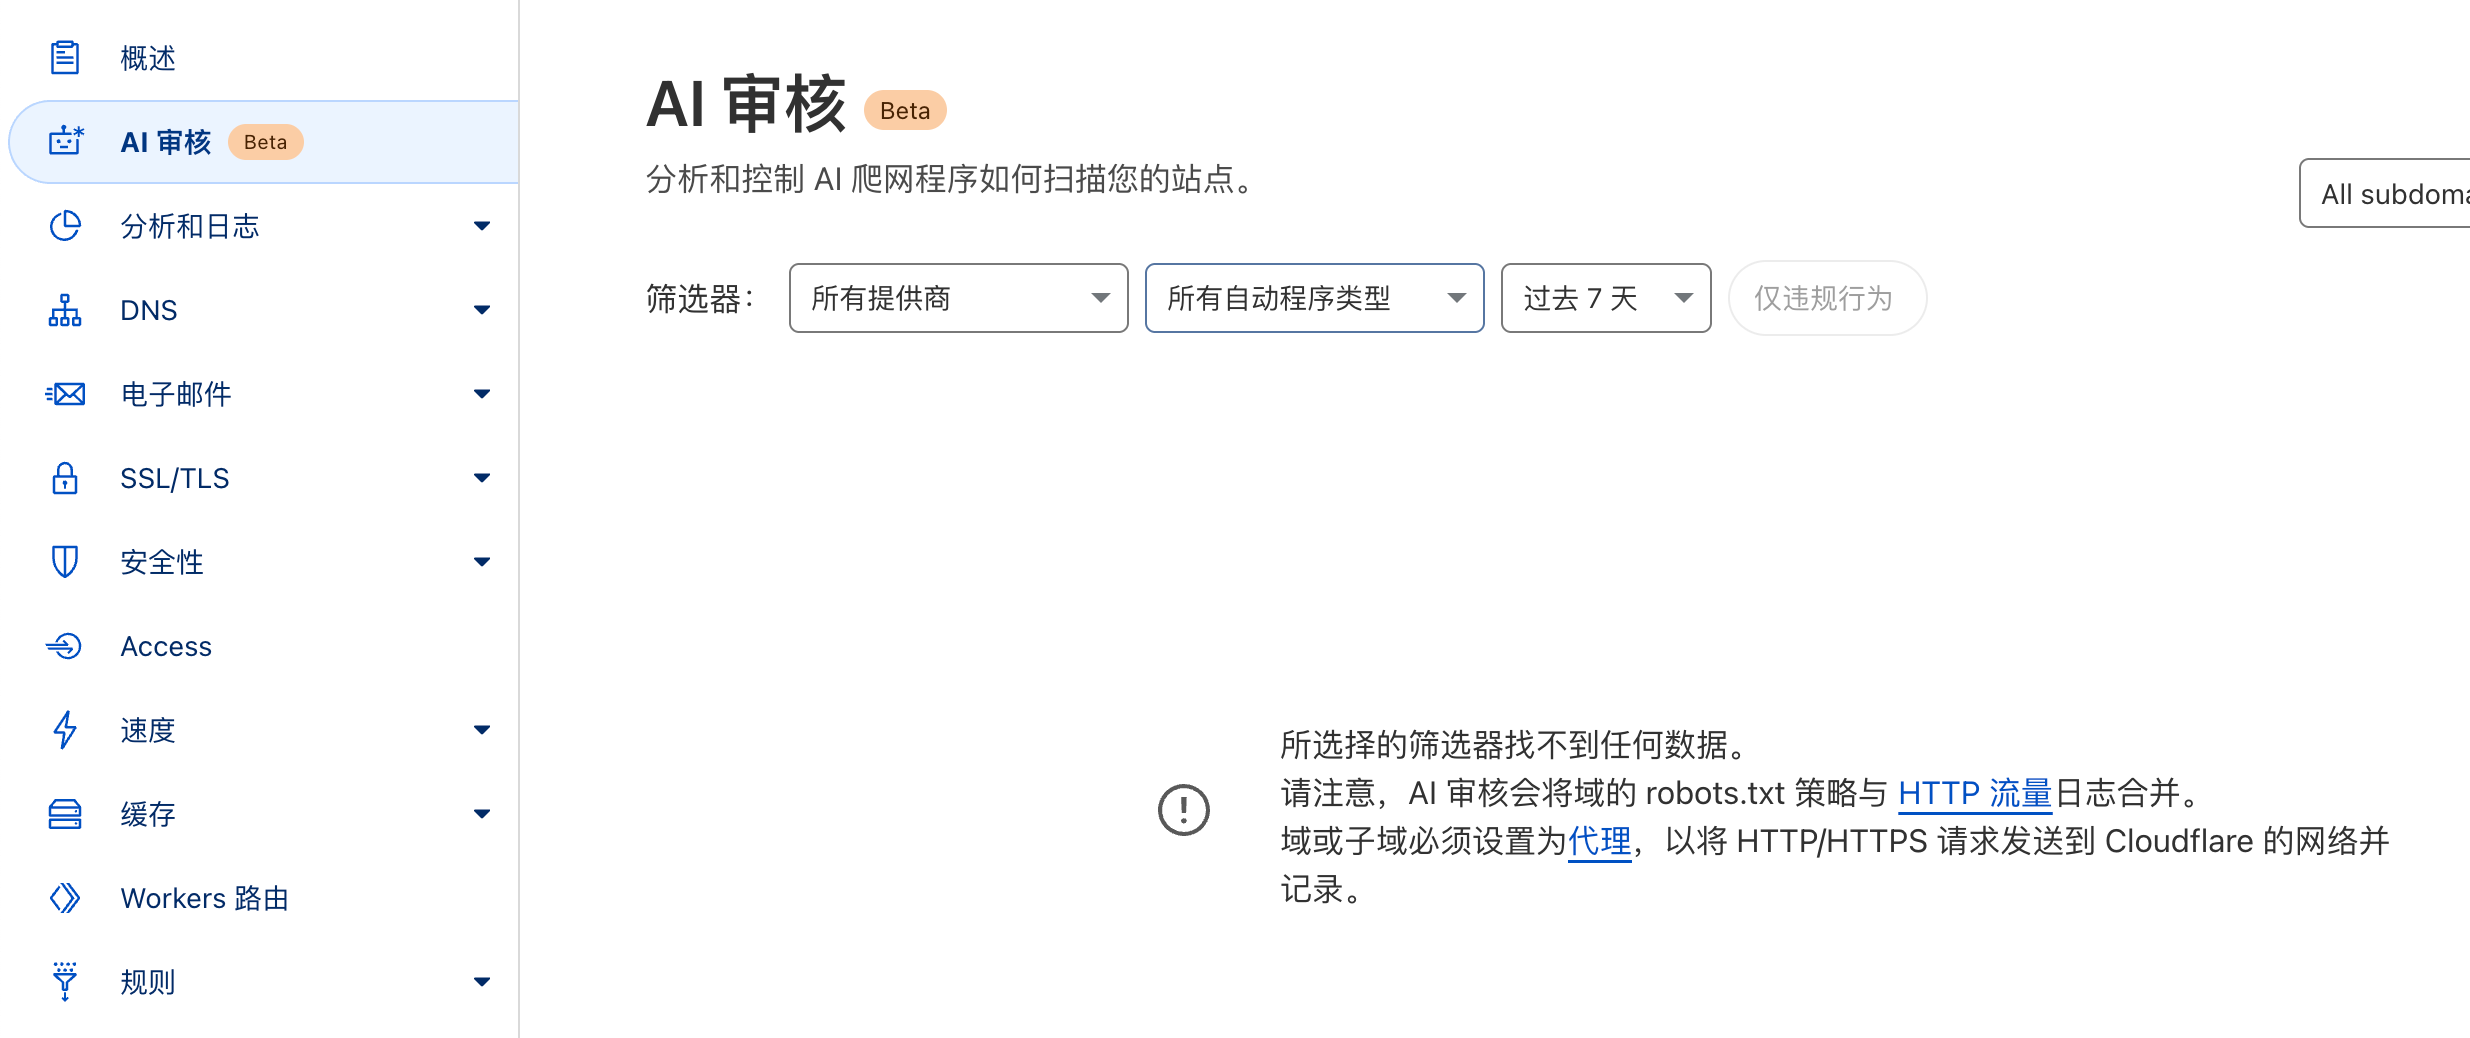 概述
AI 审核 Beta
分析和日志
DNS
电子邮件
SSL/TLS
安全性
Access
速度
缓存
Workers 路由
规则
AI 审核 Beta
分析和控制 AI 爬网程序如何扫描您的站点。
All subdoma
筛选器： 所有提供商 所有自动程序类型 过去 7 天 仅违规行为
所选择的筛选器找不到任何数据。
请注意，AI 审核会将域的 robots.txt 策略与 HTTP 流量日志合并。
域或子域必须设置为代理，以将 HTTP/HTTPS 请求发送到 Cloudflare 的网络并
记录。